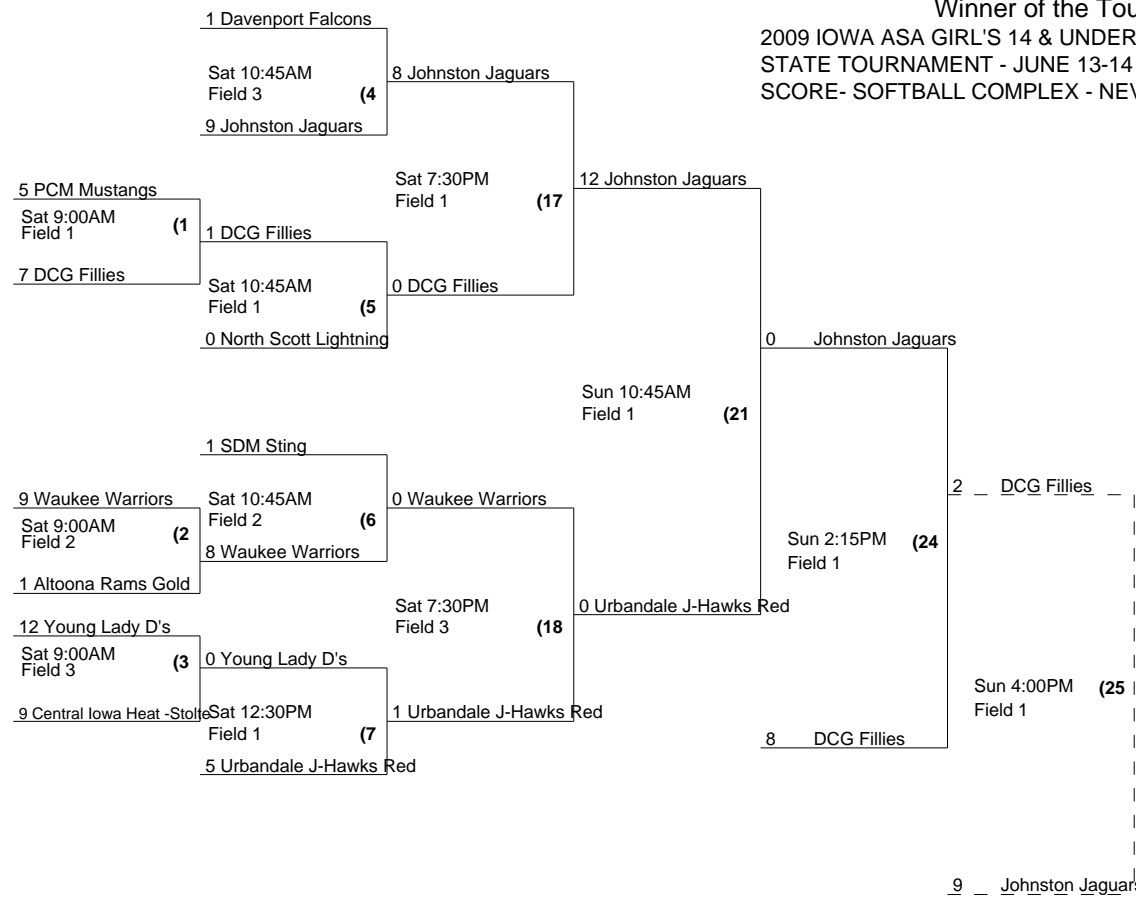 Winner of the Tou
2009 IOWA ASA GIRL'S 14 & UNDER
STATE TOURNAMENT - JUNE 13-14
SCORE- SOFTBALL COMPLEX - NEV
1 Davenport Falcons
Sat 10:45AM
Field 3 (4
8 Johnston Jaguars
9 Johnston Jaguars
Sat 7:30PM
Field 1 (17
12 Johnston Jaguars
5 PCM Mustangs
Sat 9:00AM
Field 1 (1
1 DCG Fillies
7 DCG Fillies
Sat 10:45AM
Field 1 (5
0 DCG Fillies
0 North Scott Lightning
0 Johnston Jaguars
Sun 10:45AM
Field 1 (21
1 SDM Sting
9 Waukee Warriors
Sat 9:00AM
Field 2 (2
Sat 10:45AM
Field 2 (6
0 Waukee Warriors
8 Waukee Warriors
1 Altoona Rams Gold
2 DCG Fillies
Sun 2:15PM (24
Field 1
Sat 7:30PM
Field 3 (18
0 Urbandale J-Hawks Red
12 Young Lady D's
Sat 9:00AM
Field 3 (3
0 Young Lady D's
9 Central Iowa Heat -Stolte
Sat 12:30PM
Field 1 (7
1 Urbandale J-Hawks Red
5 Urbandale J-Hawks Red
Sun 4:00PM (25
Field 1
8 DCG Fillies
9 Johnston Jaguars